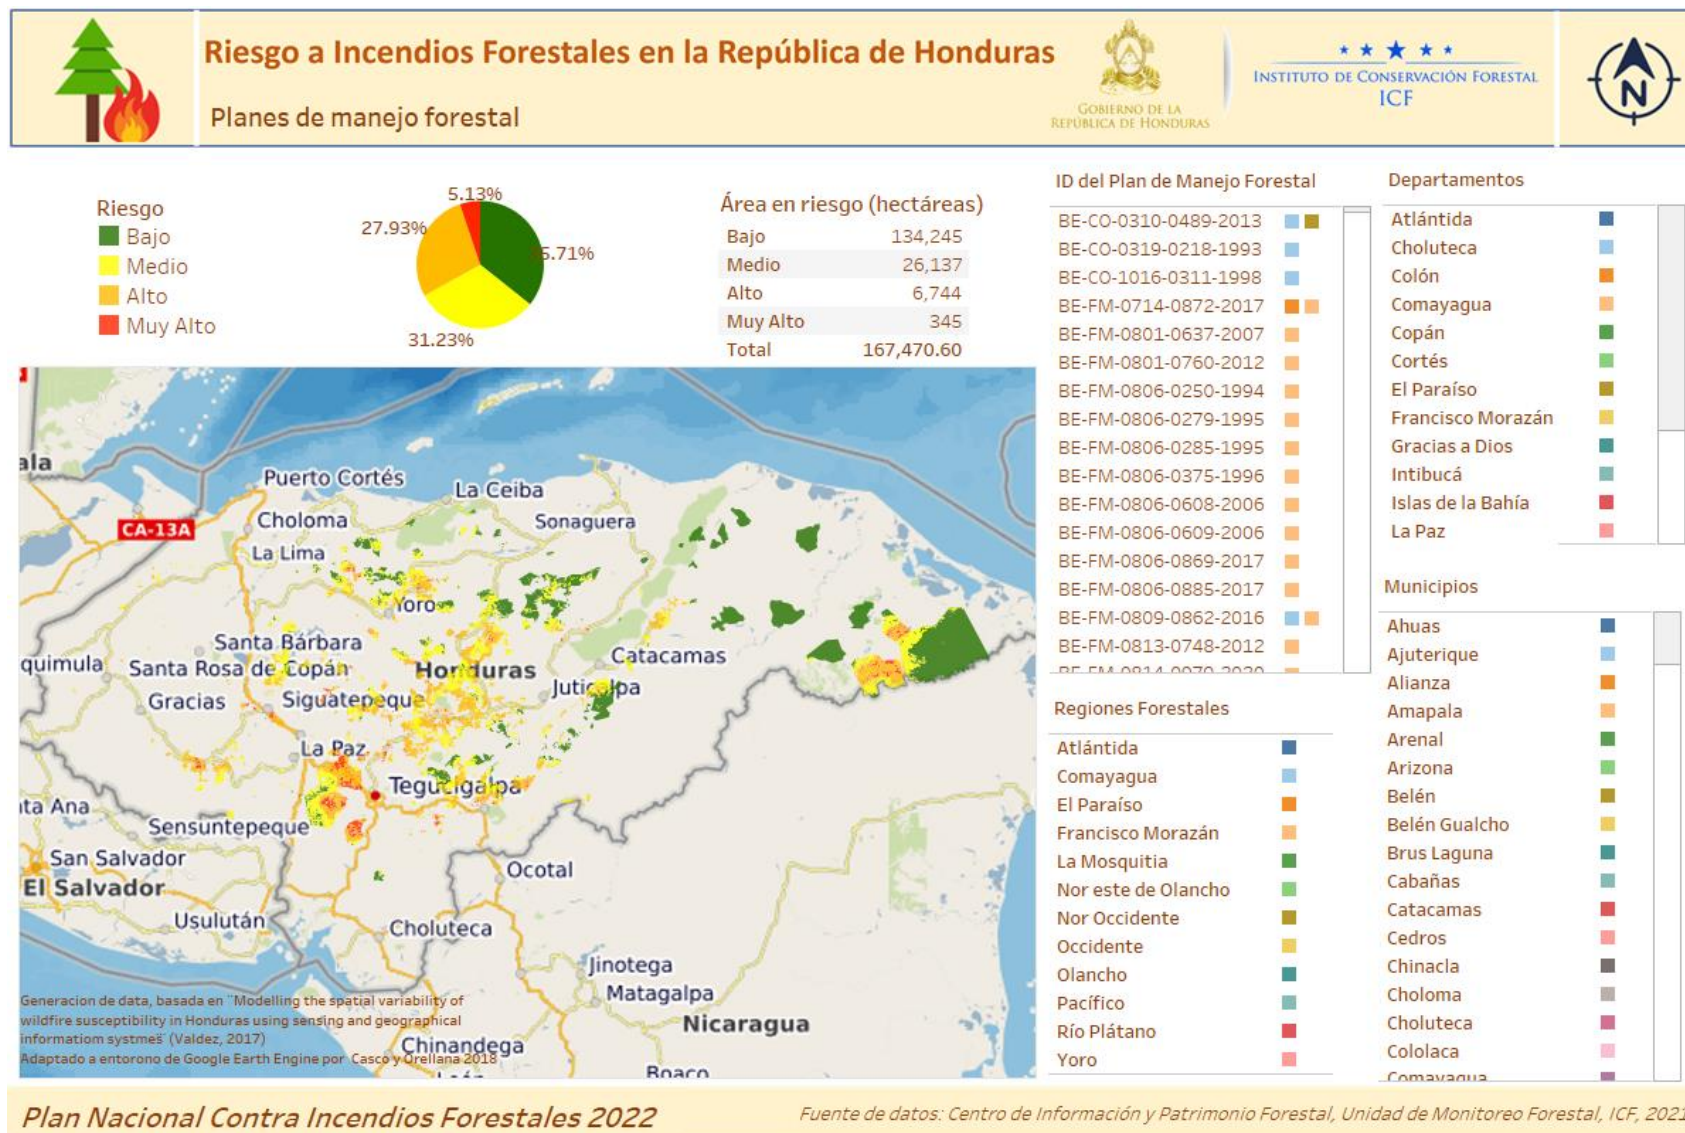 Riesgo a Incendios Forestales en la República de Honduras
Planes de manejo forestal
GOBIERNO DE LA
REPÚBLICA DE HONDURAS
INSTITUTO DE CONSERVACIÓN FORESTAL
ICF
N
Riesgo
Bajo
Medio
Alto
Muy Alto
5.13%
27.93%
5.71%
31.23%
Área en riesgo (hectáreas)
Bajo 134,245
Medio 26,137
Alto 6,744
Muy Alto 345
Total 167,470.60
ID del Plan de Manejo Forestal
BE-CO-0310-0489-2013
BE-CO-0319-0218-1993
BE-CO-1016-0311-1998
BE-FM-0714-0872-2017
BE-FM-0801-0637-2007
BE-FM-0801-0760-2012
BE-FM-0806-0250-1994
BE-FM-0806-0279-1995
BE-FM-0806-0285-1995
BE-FM-0806-0375-1996
BE-FM-0806-0608-2006
BE-FM-0806-0609-2006
BE-FM-0806-0869-2017
BE-FM-0806-0885-2017
BE-FM-0809-0862-2016
BE-FM-0813-0748-2012
Departamentos
Atlántida
Choluteca
Colón
Comayagua
Copán
Cortés
El Paraíso
Francisco Morazán
Gracias a Dios
Intibucá
Islas de la Bahía
La Paz
Regiones Forestales
Atlántida
Comayagua
El Paraíso
Francisco Morazán
La Mosquitia
Nor este de Olancho
Nor Occidente
Occidente
Olancho
Pacífico
Río Plátano
Yoro
Municipios
Ahuas
Ajuterique
Alianza
Amapala
Arenal
Arizona
Belén
Belén Gualcho
Brus Laguna
Cabañas
Catacamas
Cedros
Chinacla
Choloma
Choluteca
Cololaca
Comayagua
ala
Puerto Cortés
La Ceiba
CA-13A
Choloma
Sonaguera
La Lima
Yoro
Santa Bárbara
quimula
Santa Rosa de Copán
Honduras
Catacamas
Gracias
Siguatepeque
Juticalpa
La Paz
Tegucigalpa
ta Ana
Sensuntepeque
San Salvador
El Salvador
Ocotal
Usulután
Choluteca
Jinotega
Matagalpa
Nicaragua
Chinandega
León
Boaco
Generacion de data, basada en ¨Modelling the spatial variability of
wildfire susceptibility in Honduras using sensing and geographical
informatiom systmes¨ (Valdez, 2017)
Adaptado a entorono de Google Earth Engine por Casco y Orellana 2018
Plan Nacional Contra Incendios Forestales 2022
Fuente de datos: Centro de Información y Patrimonio Forestal, Unidad de Monitoreo Forestal, ICF, 2021